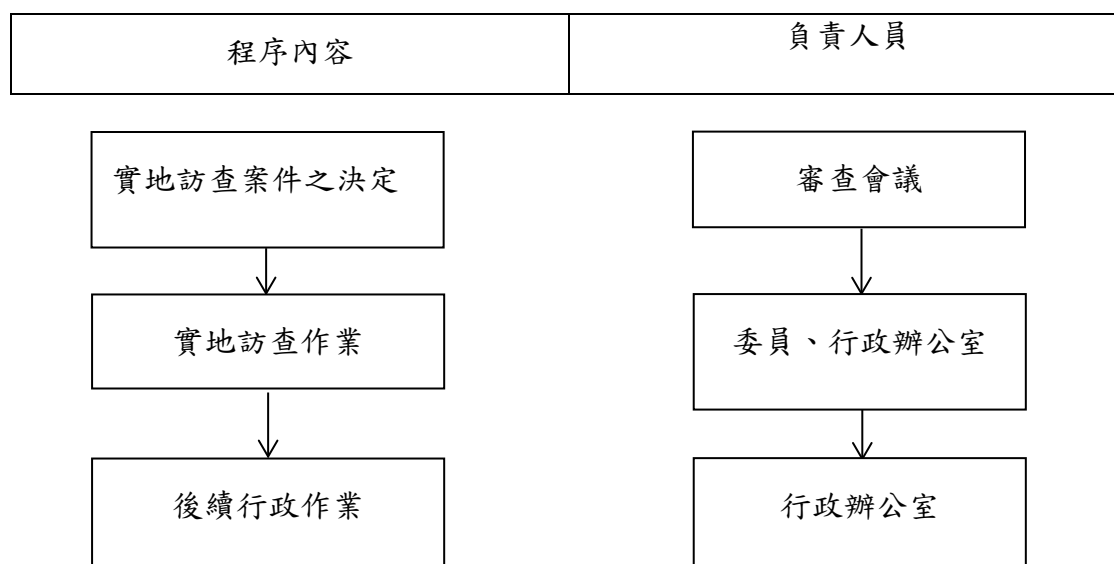 程序內容
負責人員
實地訪查案件之決定
審查會議
實地訪查作業
委員、行政辦公室
後續行政作業
行政辦公室